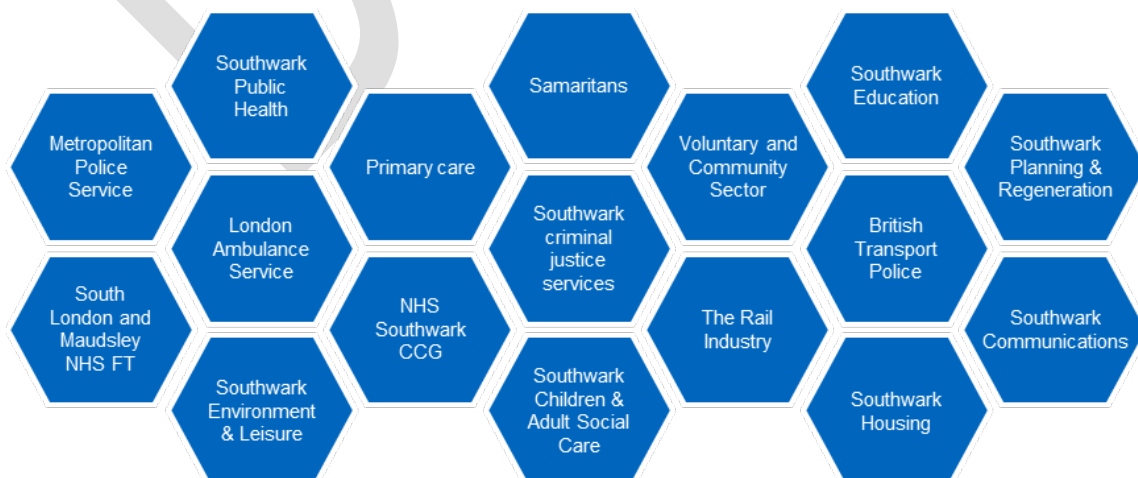 Southwark
Public
Health
Samaritans
Southwark
Education
Metropolitan
Police
Service
Primary care
Voluntary and
Community
Sector
Southwark
Planning &
Regeneration
London
Ambulance
Service
Southwark
criminal
justice
services
British
Transport
Police
South
London and
Maudsley
NHS FT
NHS
Southwark
CCG
The Rail
Industry
Southwark
Communications
Southwark
Environment
& Leisure
Southwark
Children &
Adult Social
Care
Southwark
Housing